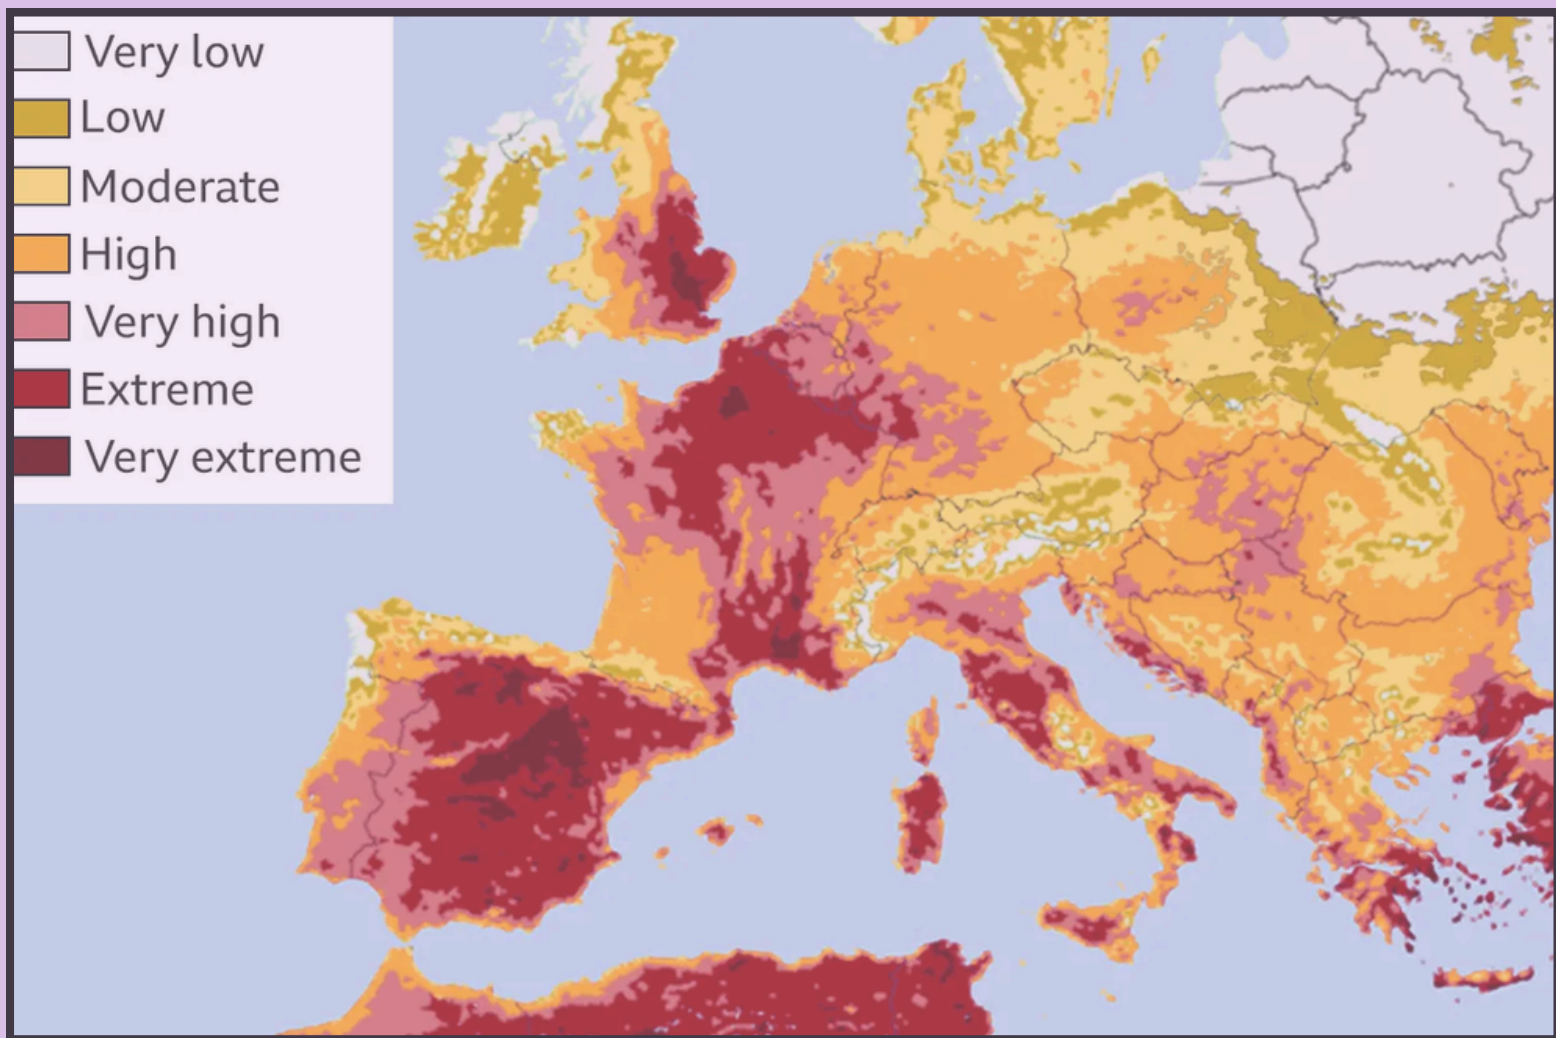 Very low
Low
Moderate
High
Very high
Extreme
Very extreme